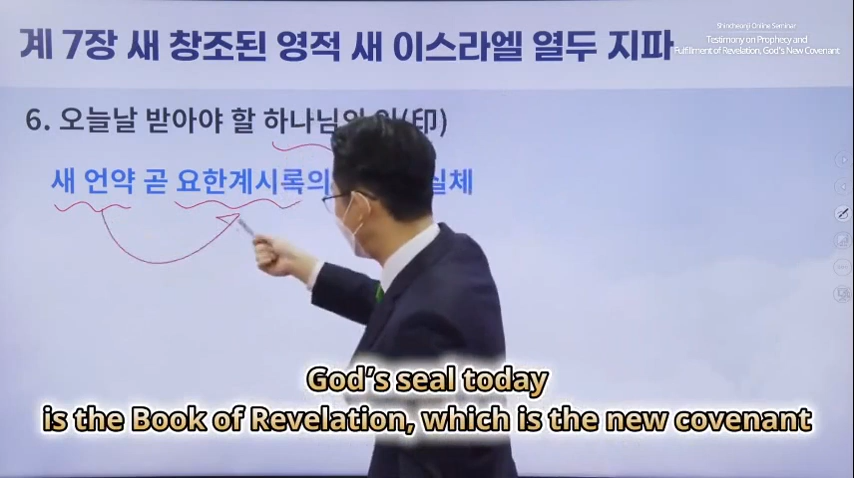 Shincheonji Online Seminar
Testimony on Prophecy and
Fulfillment of Revelation, God's New Covenant
계 7장 새 창조된 영적 새 이스라엘 열두 지파
6. 오늘날 받아야 할 하나님의 (印)
새 언약 곧 요한계시록의 실체
God's seal today
is the Book of Revelation, which is the new covenant